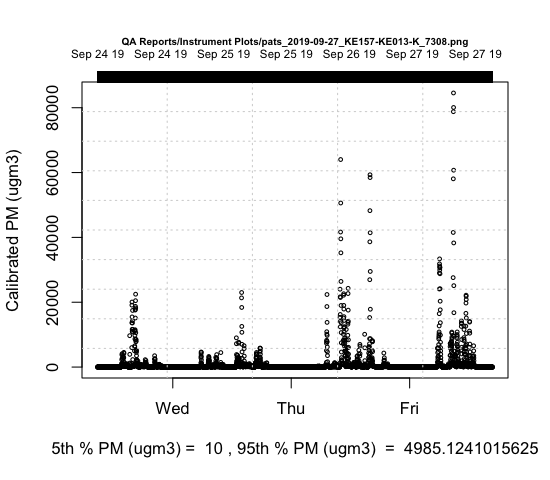 QA Reports/Instrument Plots/pats_2019-09-27_KE157-KE013-K_7308.png
Sep 24 19 Sep 24 19 Sep 25 19 Sep 25 19 Sep 26 19 Sep 27 19 Sep 27 19
80000
60000
40000
20000
0
Calibrated PM (ugm3)
Wed Thu Fri
5th % PM (ugm3) = 10 , 95th % PM (ugm3) = 4985.1241015625